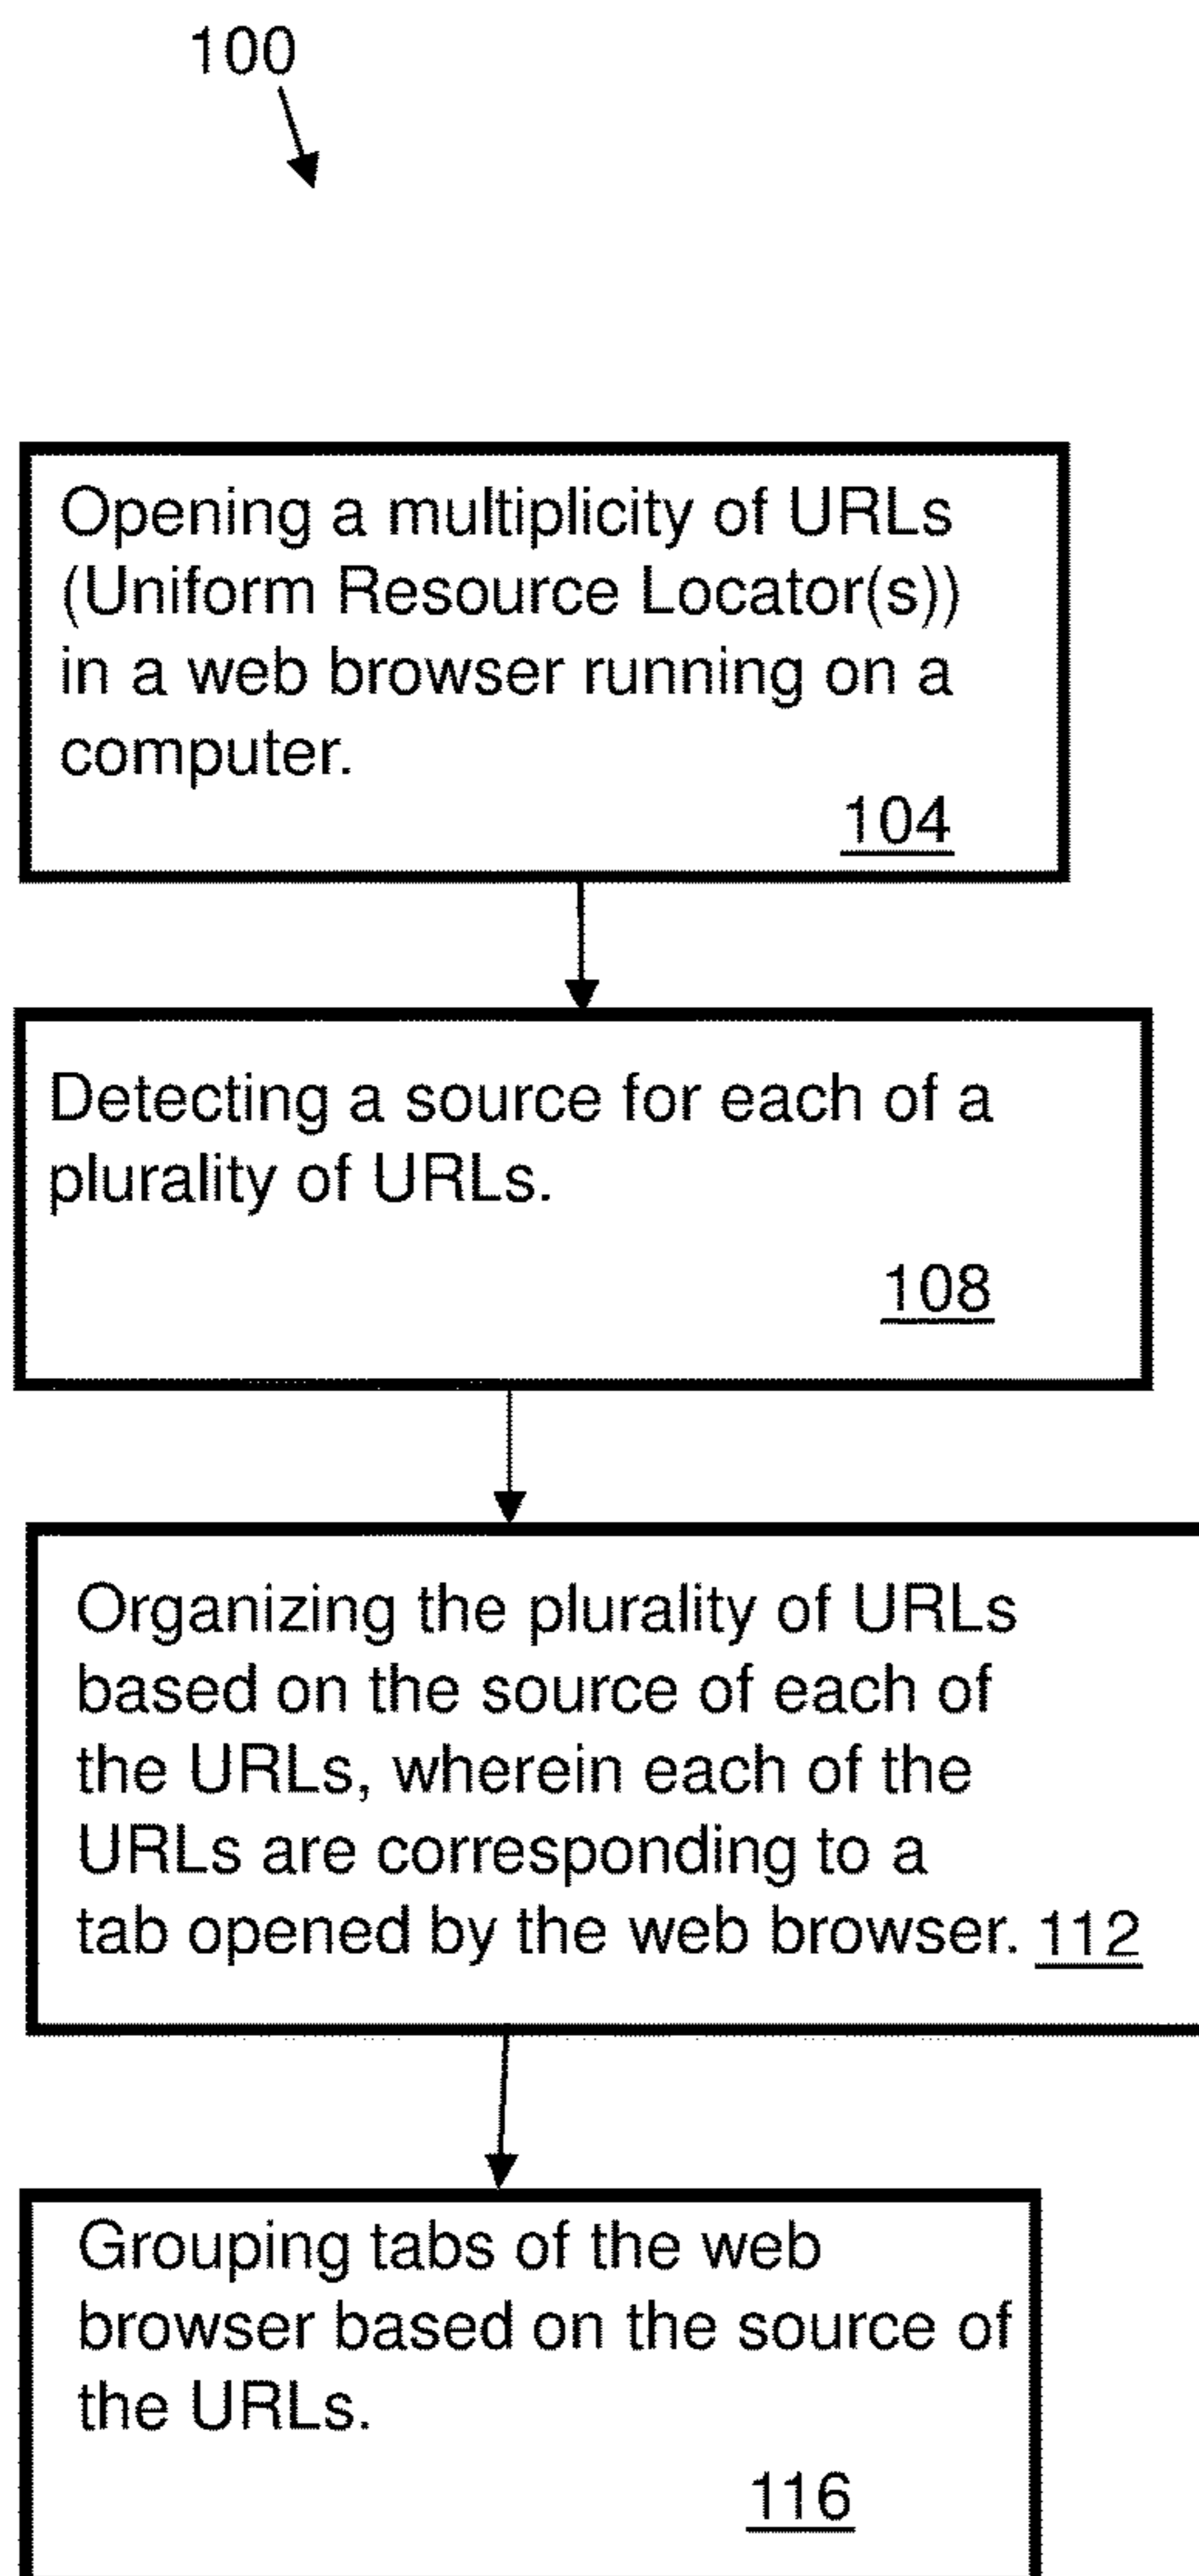 100
Opening a multiplicity of URLs
(Uniform Resource Locator(s))
in a web browser running on a
computer.
104
Detecting a source for each of a
plurality of URLs.
108
Organizing the plurality of URLs
based on the source of each of
the URLs, wherein each of the
URLs are corresponding to a
tab opened by the web browser. 112
Grouping tabs of the web
browser based on the source of
the URLs.
116